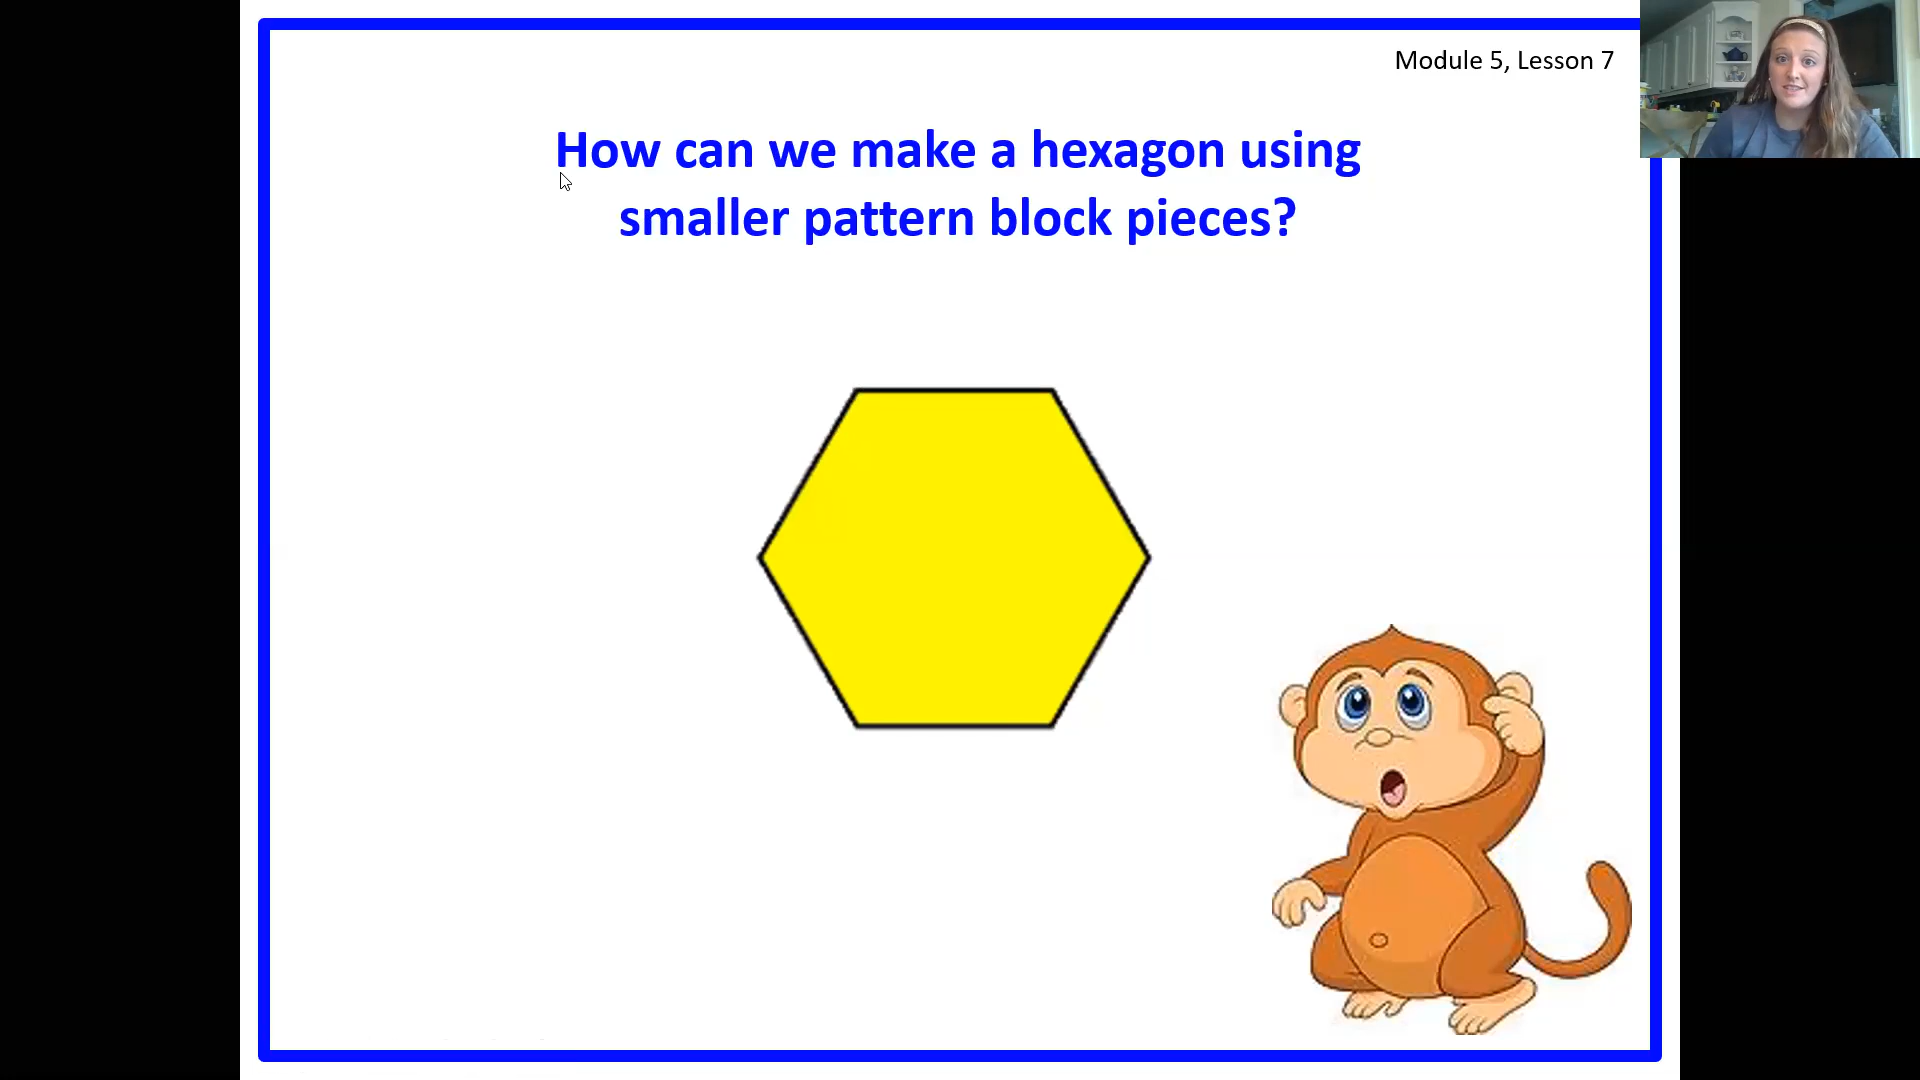 Module 5, Lesson 7
How can we make a hexagon using
smaller pattern block pieces?